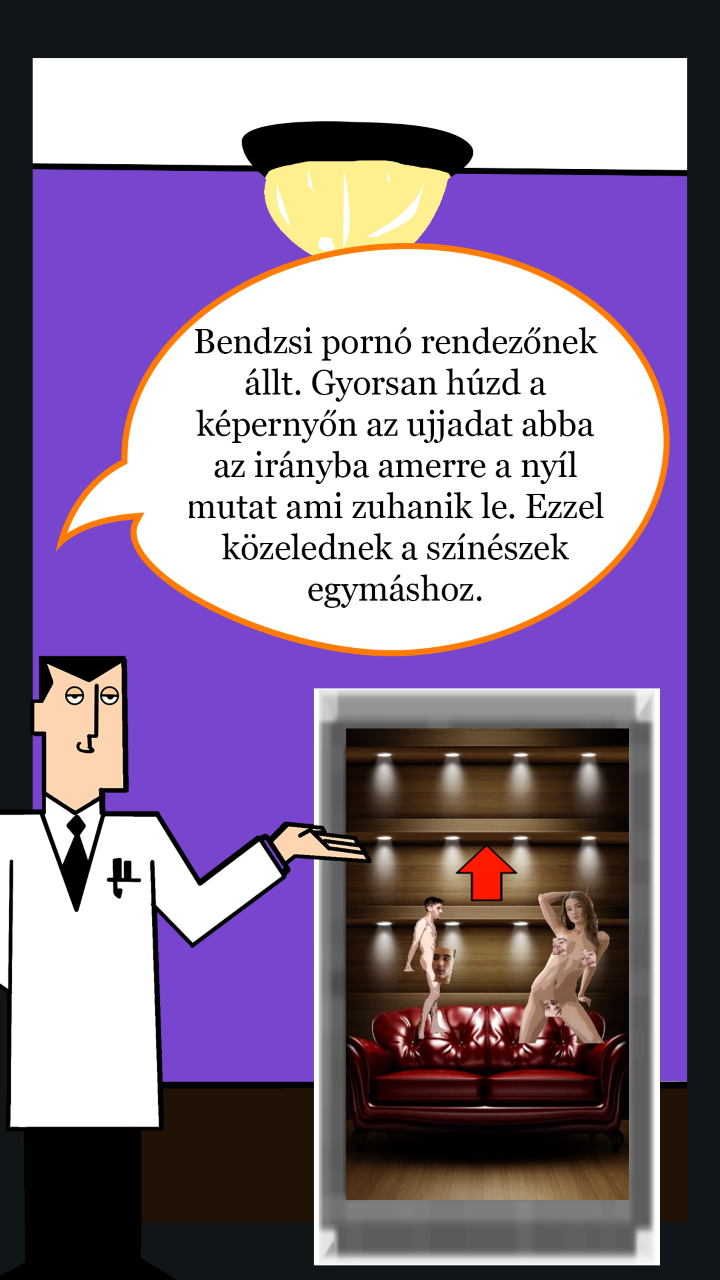 Bendzsi pornó rendezőnek
állt. Gyorsan húzd a
képernyőn az ujjadat abba
az irányba amerre a nyíl
mutat ami zuhanik le. Ezzel
közelednek a színészek
egymáshoz.